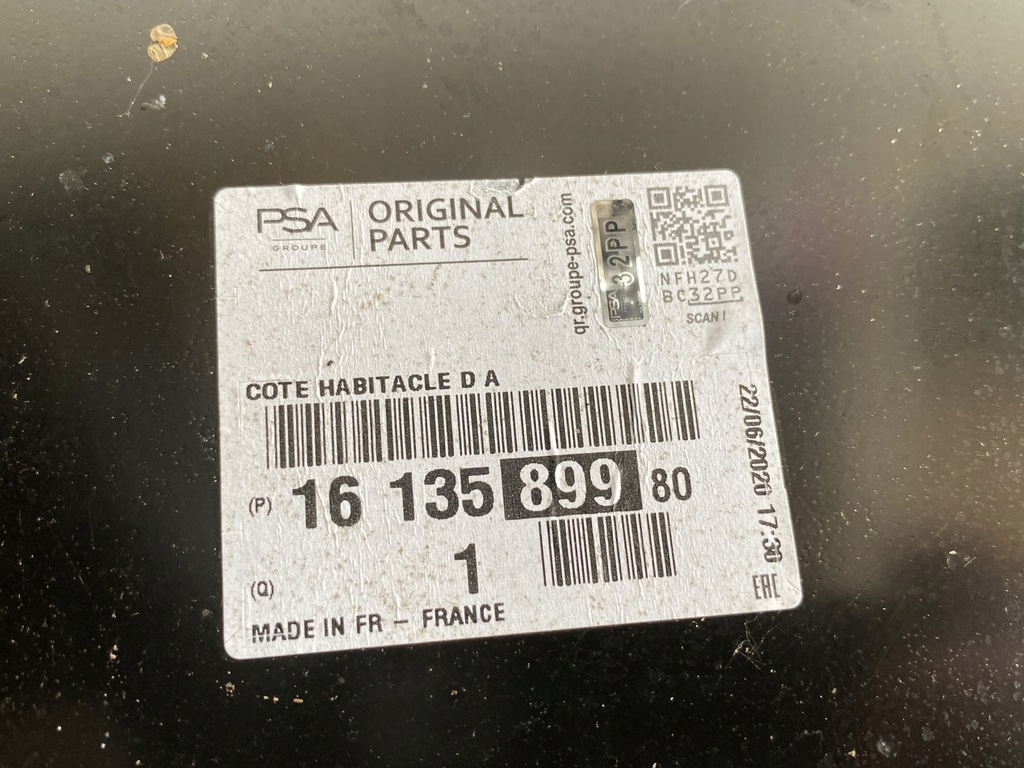 PSA
GROUPE
ORIGINAL
PARTS
qr.groupe-psa.com
PSA 32PP
NFH27D
BC32PP
SCAN!
COTE HABITACLE D A
(P) 16 135 899 80
(Q) 1
MADE IN FR – FRANCE
22/06/2020 17:30
EAC